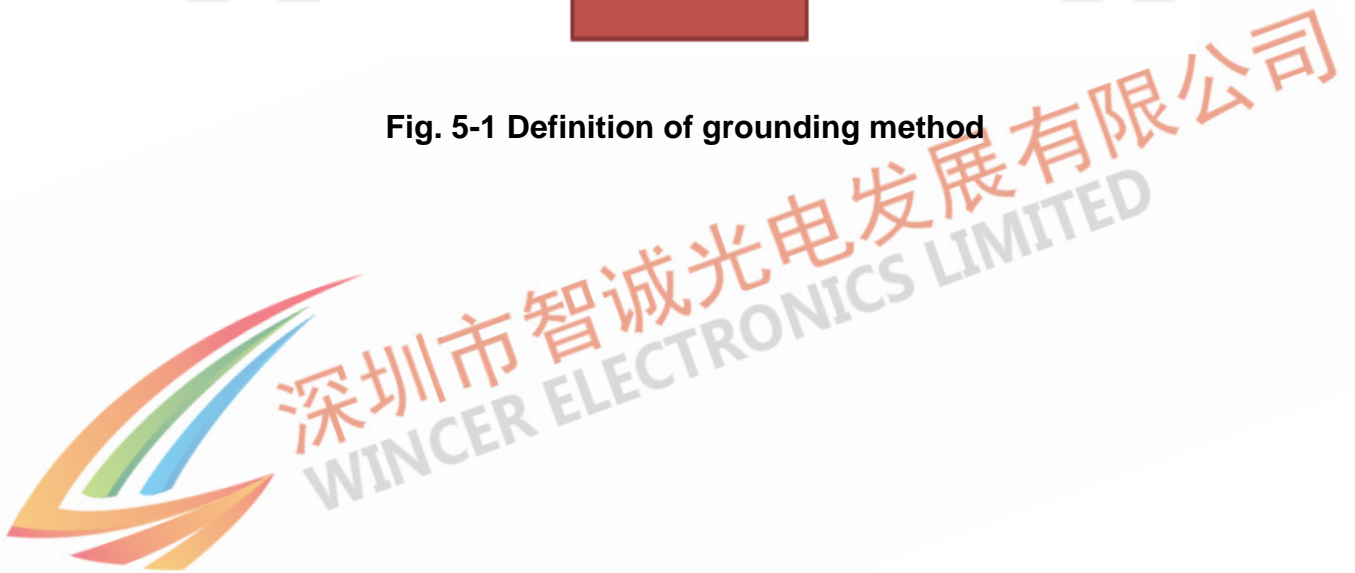 Fig. 5-1 Definition of grounding method
深圳市智诚光电发展有限公司
WINCER ELECTRONICS LIMITED